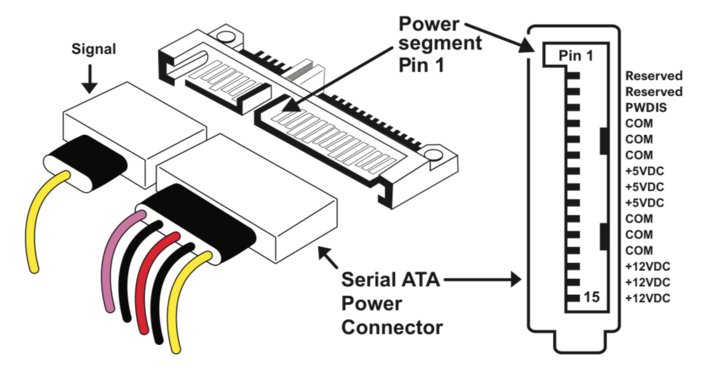 Signal
Power
segment
Pin 1
Pin 1
Reserved
Reserved
PWDIS
COM
COM
COM
+5VDC
+5VDC
+5VDC
COM
COM
COM
+12VDC
+12VDC
15
+12VDC
Serial ATA
Power
Connector